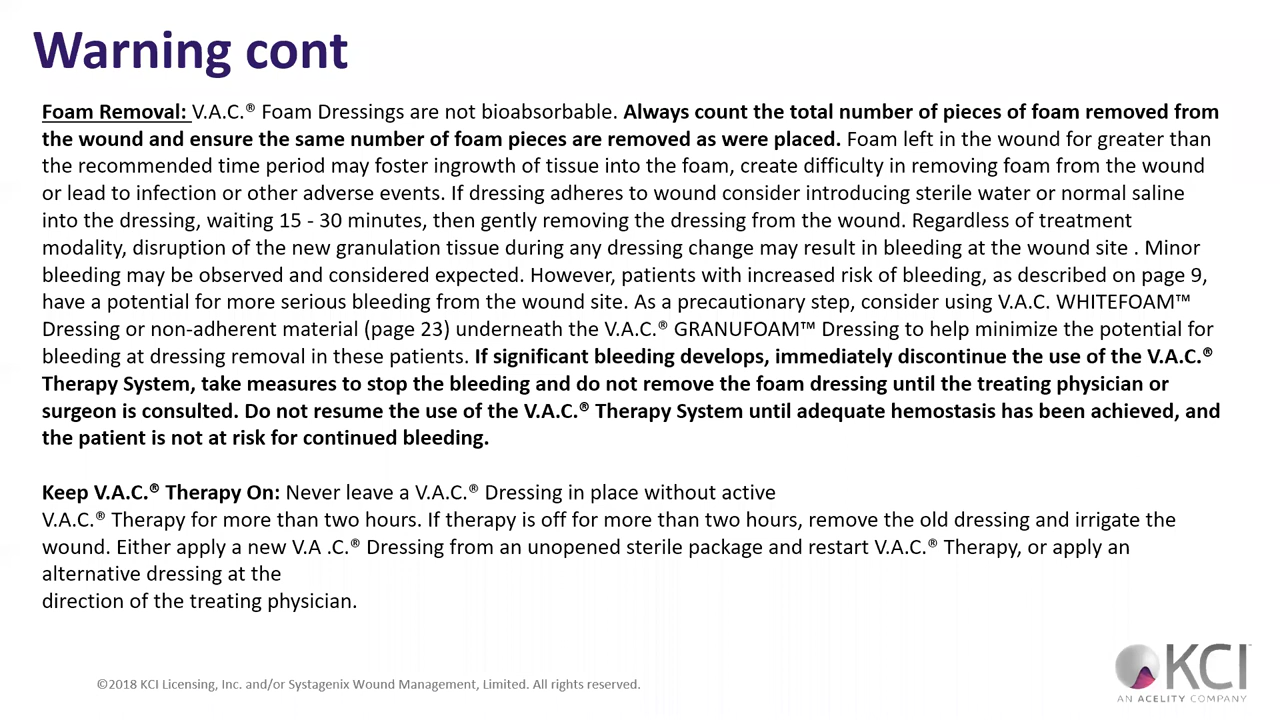 Warning cont
Foam Removal: V.A.C.® Foam Dressings are not bioabsorbable. Always count the total number of pieces of foam removed from
the wound and ensure the same number of foam pieces are removed as were placed. Foam left in the wound for greater than
the recommended time period may foster ingrowth of tissue into the foam, create difficulty in removing foam from the wound
or lead to infection or other adverse events. If dressing adheres to wound consider introducing sterile water or normal saline
into the dressing, waiting 15 - 30 minutes, then gently removing the dressing from the wound. Regardless of treatment
modality, disruption of the new granulation tissue during any dressing change may result in bleeding at the wound site . Minor
bleeding may be observed and considered expected. However, patients with increased risk of bleeding, as described on page 9,
have a potential for more serious bleeding from the wound site. As a precautionary step, consider using V.A.C. WHITEFOAM™
Dressing or non-adherent material (page 23) underneath the V.A.C.® GRANUFOAM™ Dressing to help minimize the potential for
bleeding at dressing removal in these patients. If significant bleeding develops, immediately discontinue the use of the V.A.C.®
Therapy System, take measures to stop the bleeding and do not remove the foam dressing until the treating physician or
surgeon is consulted. Do not resume the use of the V.A.C.® Therapy System until adequate hemostasis has been achieved, and
the patient is not at risk for continued bleeding.
Keep V.A.C.® Therapy On: Never leave a V.A.C.® Dressing in place without active
V.A.C.® Therapy for more than two hours. If therapy is off for more than two hours, remove the old dressing and irrigate the
wound. Either apply a new V.A .C.® Dressing from an unopened sterile package and restart V.A.C.® Therapy, or apply an
alternative dressing at the
direction of the treating physician.
©2018 KCI Licensing, Inc. and/or Systagenix Wound Management, Limited. All rights reserved.
KCI™
AN ACELITY COMPANY